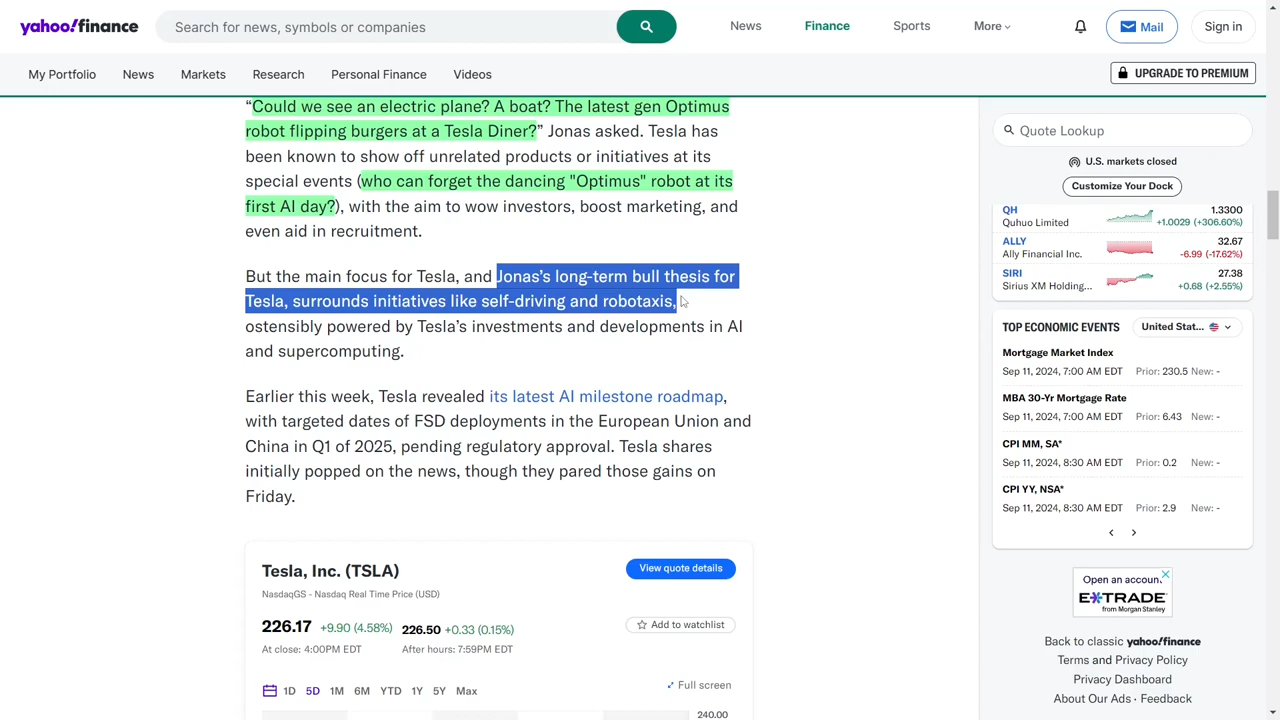 yahoo!finance
Search for news, symbols or companies
News
Finance
Sports
More
Mail
Sign in
My Portfolio
News
Markets
Research
Personal Finance
Videos
UPGRADE TO PREMIUM
“Could we see an electric plane? A boat? The latest gen Optimus
robot flipping burgers at a Tesla Diner?” Jonas asked. Tesla has
been known to show off unrelated products or initiatives at its
special events (who can forget the dancing "Optimus" robot at its
first AI day?), with the aim to wow investors, boost marketing, and
even aid in recruitment.
But the main focus for Tesla, and Jonas’s long-term bull thesis for
Tesla, surrounds initiatives like self-driving and robotaxis,
ostensibly powered by Tesla’s investments and developments in AI
and supercomputing.
Earlier this week, Tesla revealed its latest AI milestone roadmap,
with targeted dates of FSD deployments in the European Union and
China in Q1 of 2025, pending regulatory approval. Tesla shares
initially popped on the news, though they pared those gains on
Friday.
Tesla, Inc. (TSLA)
View quote details
NasdaqGS - Nasdaq Real Time Price (USD)
226.17 +9.90 (4.58%) 226.50 +0.33 (0.15%)
Add to watchlist
At close: 4:00PM EDT
After hours: 7:59PM EDT
1D 5D 1M 6M YTD 1Y 5Y Max
Full screen
240.00
Quote Lookup
U.S. markets closed
Customize Your Dock
QH 1.3300
Quhuo Limited +1.0029 (+306.60%)
ALLY 32.67
Ally Financial Inc. -6.99 (-17.62%)
SIRI 27.38
Sirius XM Holding... +0.68 (+2.55%)
TOP ECONOMIC EVENTS
United Stat...
Mortgage Market Index
Sep 11, 2024, 7:00 AM EDT Prior: 230.5 New: -
MBA 30-Yr Mortgage Rate
Sep 11, 2024, 7:00 AM EDT Prior: 6.43 New: -
CPI MM, SA*
Sep 11, 2024, 8:30 AM EDT Prior: 0.2 New: -
CPI YY, NSA*
Sep 11, 2024, 8:30 AM EDT Prior: 2.9 New: -
Open an account.
E*TRADE
from Morgan Stanley
Back to classic yahoo!finance
Terms and Privacy Policy
Privacy Dashboard
About Our Ads · Feedback